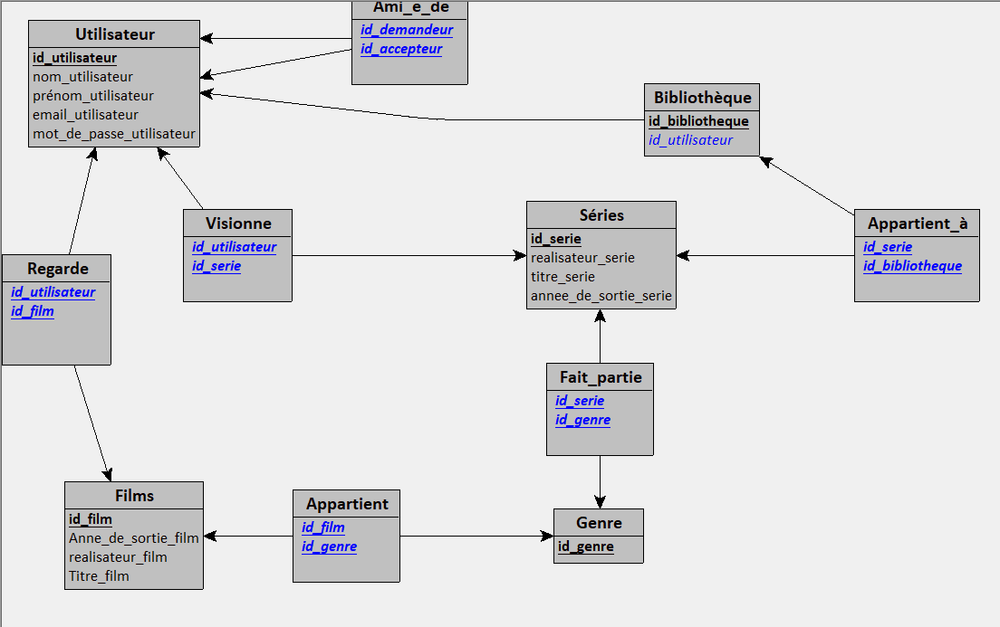 Ami_e_de
id_demandeur
id_accepteur
Utilisateur
id_utilisateur
nom_utilisateur
prénom_utilisateur
email_utilisateur
mot_de_passe_utilisateur
Bibliothèque
id_bibliotheque
id_utilisateur
Visionne
id_utilisateur
id_serie
Séries
id_serie
realisateur_serie
titre_serie
annee_de_sortie_serie
Appartient_à
id_serie
id_bibliotheque
Regarde
id_utilisateur
id_film
Fait_partie
id_serie
id_genre
Films
id_film
Anne_de_sortie_film
realisateur_film
Titre_film
Appartient
id_film
id_genre
Genre
id_genre